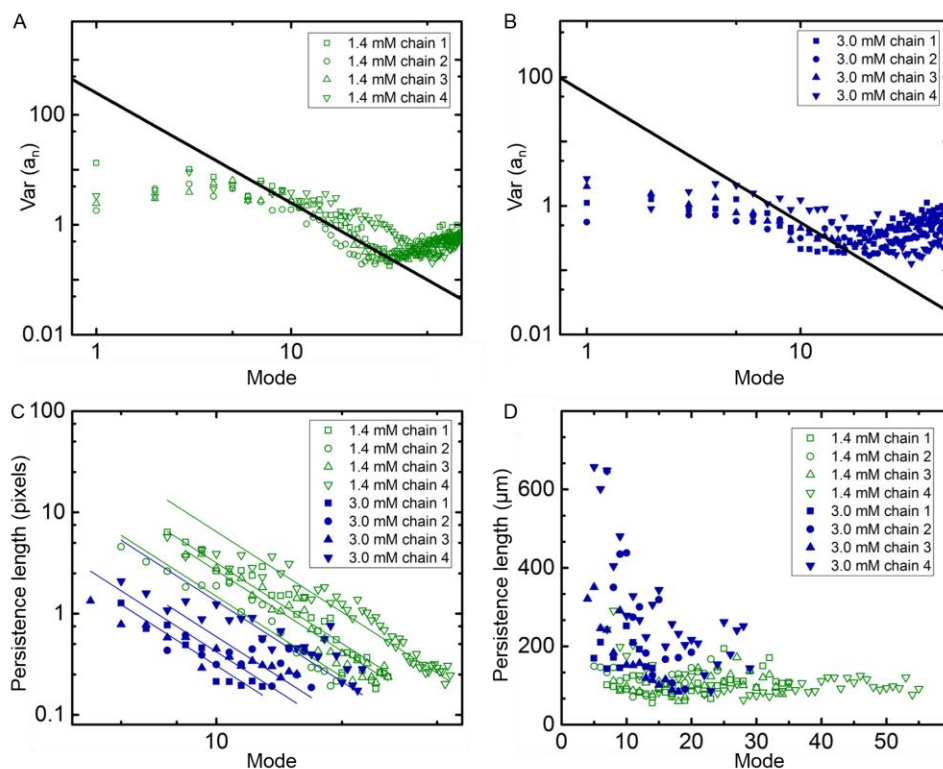 A
Var (a_n)
100
1
0.01
1
10
Mode
1.4 mM chain 1
1.4 mM chain 2
1.4 mM chain 3
1.4 mM chain 4
B
Var (a_n)
100
1
0.01
1
10
Mode
3.0 mM chain 1
3.0 mM chain 2
3.0 mM chain 3
3.0 mM chain 4
C
Persistence length (pixels)
100
10
1
0.1
10
Mode
1.4 mM chain 1
1.4 mM chain 2
1.4 mM chain 3
1.4 mM chain 4
3.0 mM chain 1
3.0 mM chain 2
3.0 mM chain 3
3.0 mM chain 4
D
Persistence length (μm)
600
400
200
0
0 10 20 30 40 50
Mode
1.4 mM chain 1
1.4 mM chain 2
1.4 mM chain 3
1.4 mM chain 4
3.0 mM chain 1
3.0 mM chain 2
3.0 mM chain 3
3.0 mM chain 4